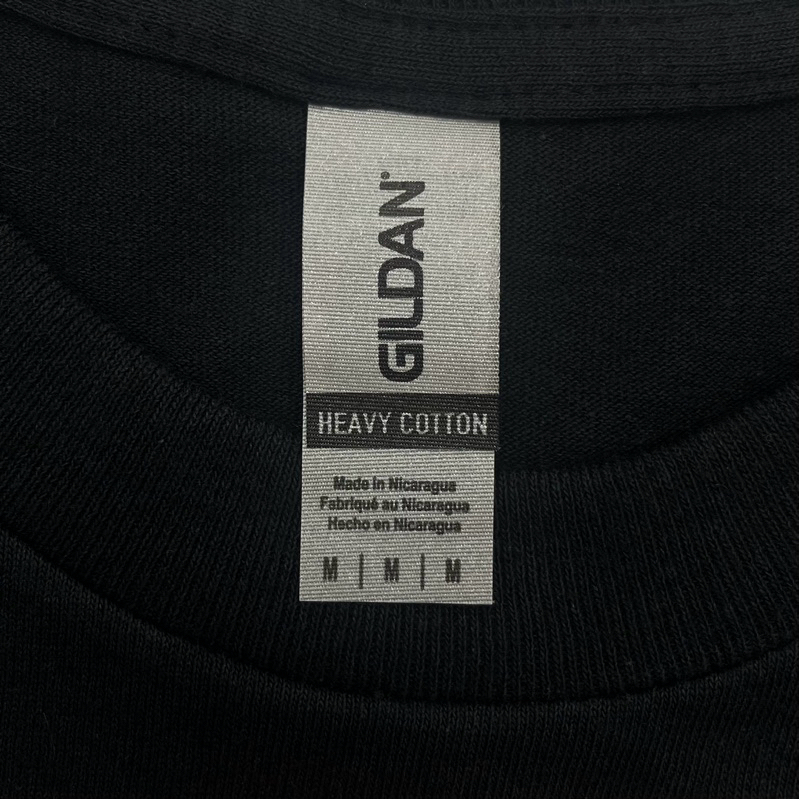 GILDAN®
HEAVY COTTON
Made in Nicaragua
Fabriqué au Nicaragua
Hecho en Nicaragua
M | M | M